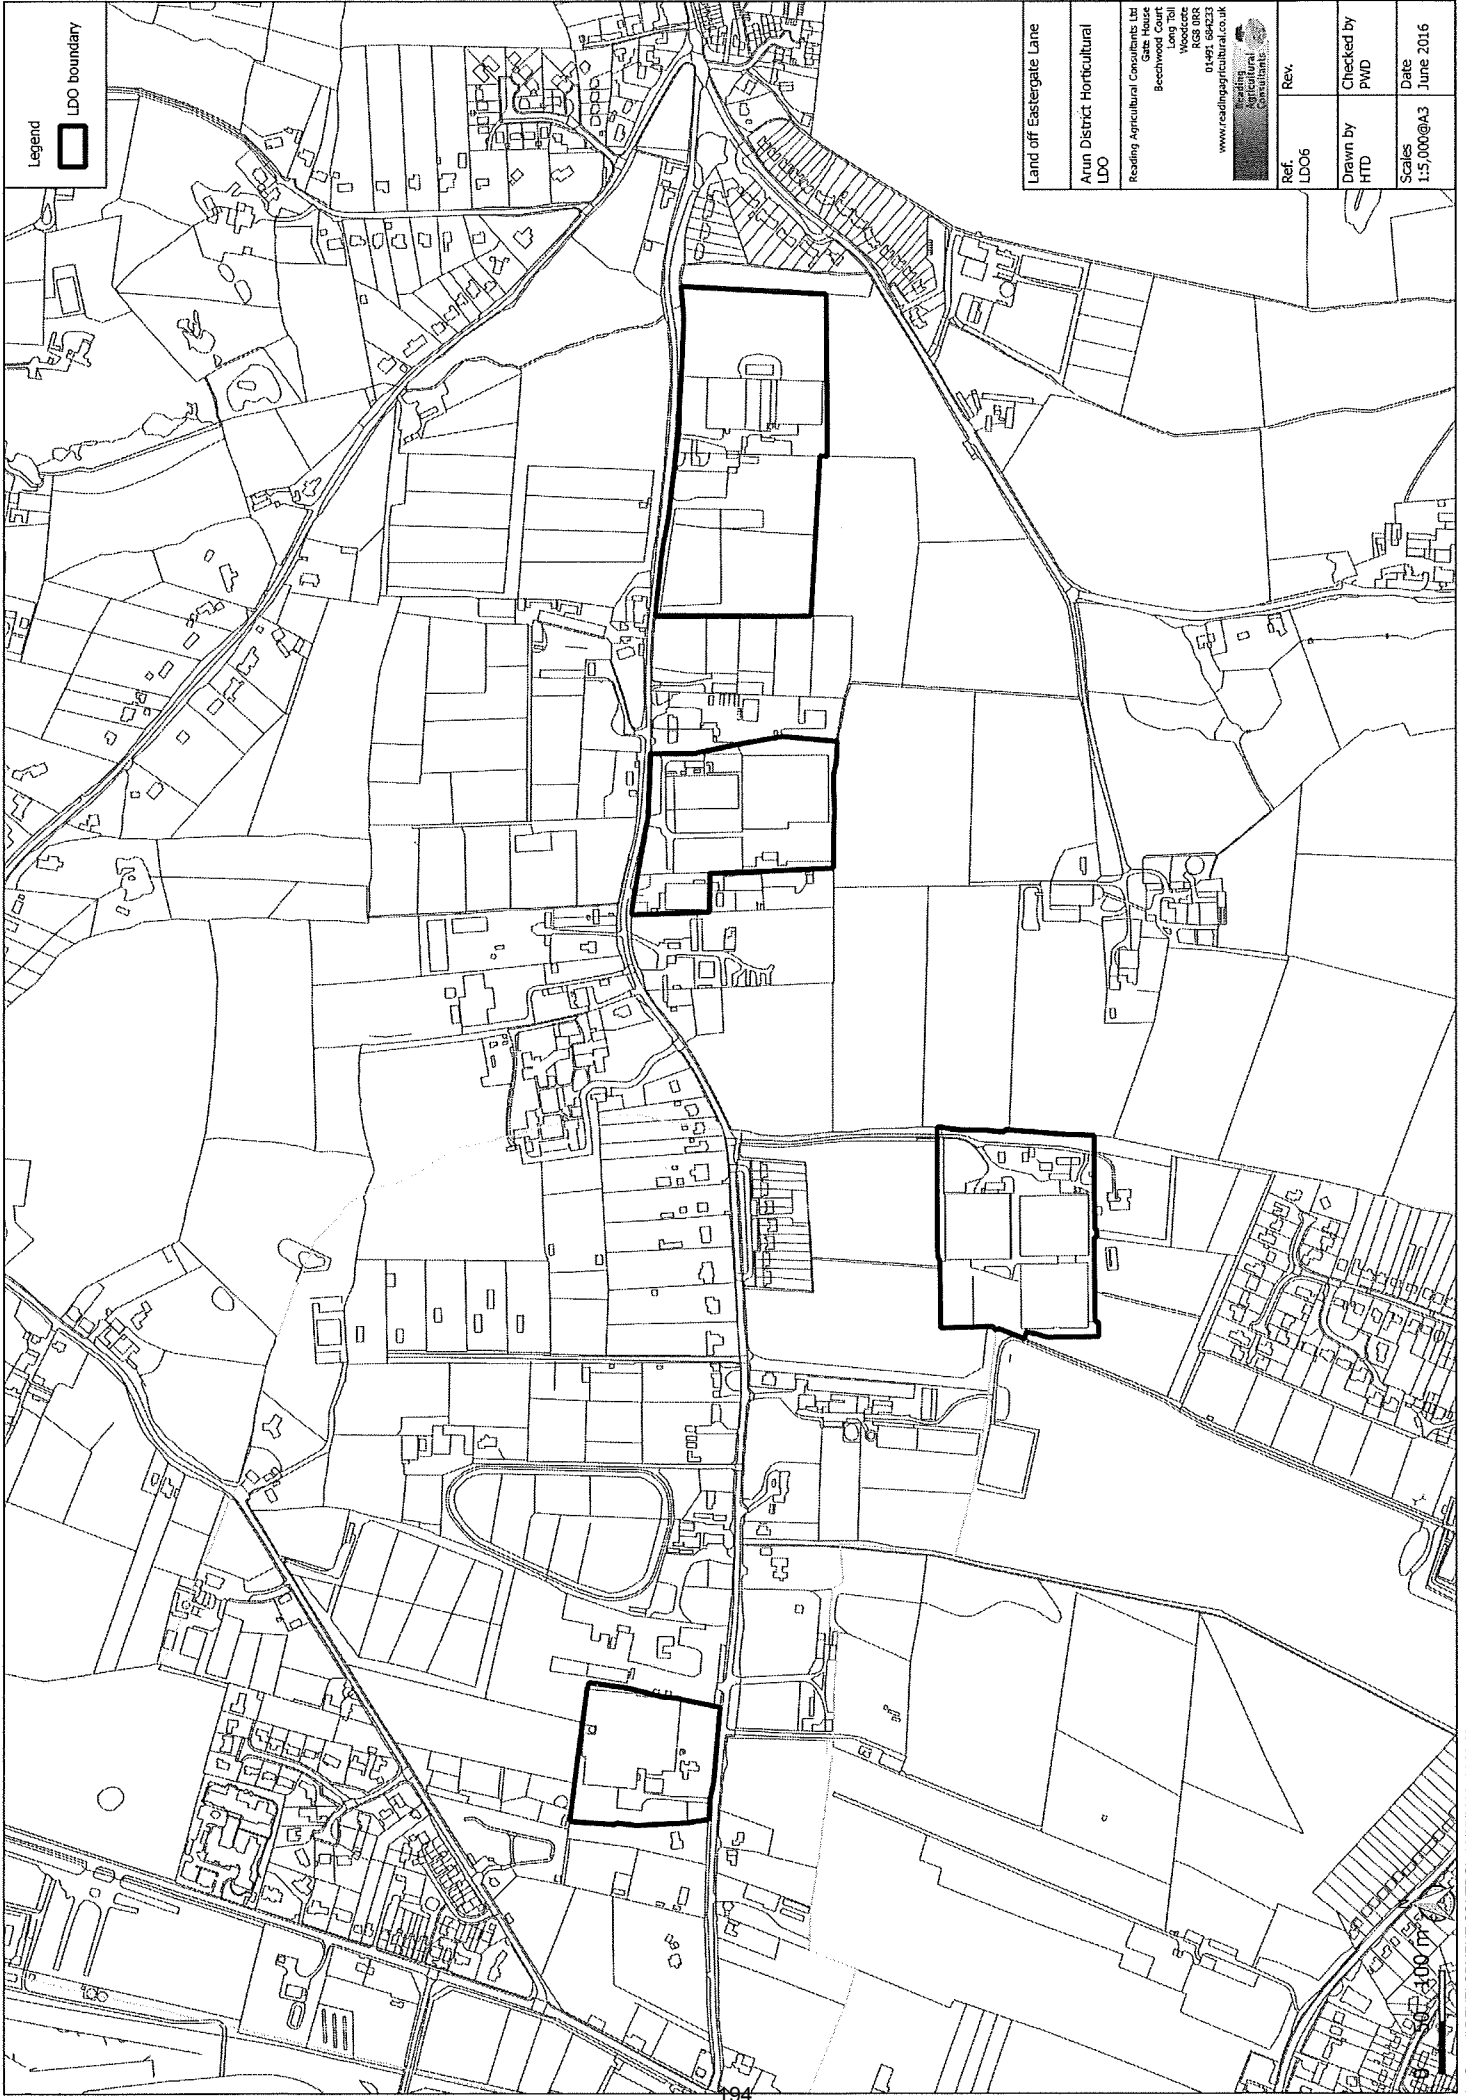 Legend
LDO boundary
Land off Eastergate Lane
Arun District Horticultural
LDO
Reading Agricultural Consultants Ltd
Gate House
Beechwood Court
Long Toll
Woodcote
RG8 0RR
01491 684233
www.readingagricultural.co.uk
Reading
Agricultural
Consultants
Ref.
LDO6
Rev.
Drawn by
HTD
Checked by
PWD
Scales
1:5,000@A3
Date
June 2016
0 50 100 m
194